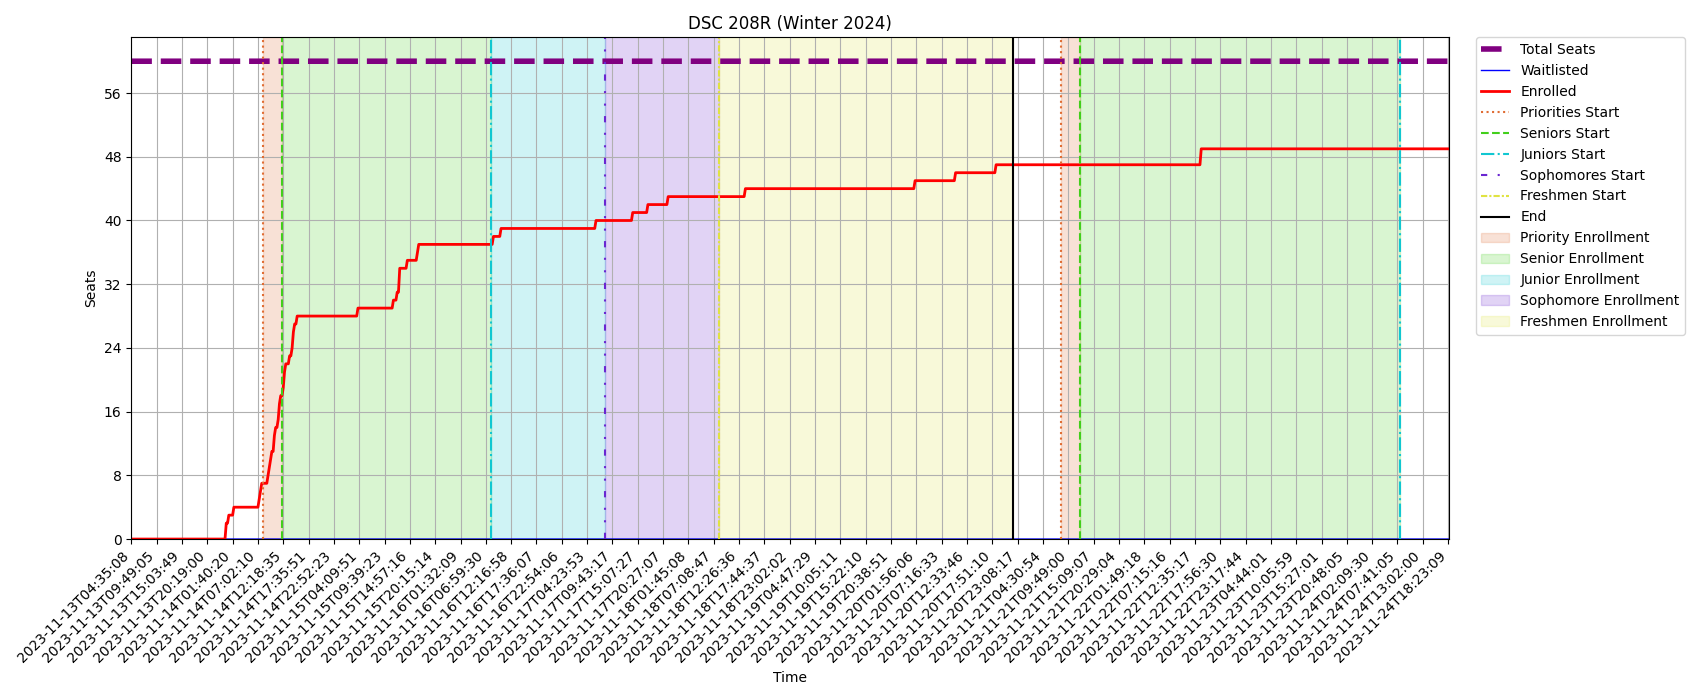 DSC 208R (Winter 2024)
Seats
56
48
40
32
24
16
8
0
2023-11-13T04:35:08
2023-11-13T09:49:05
2023-11-13T15:03:49
2023-11-13T20:19:00
2023-11-14T01:40:20
2023-11-14T07:02:10
2023-11-14T12:18:35
2023-11-14T17:35:51
2023-11-14T22:52:23
2023-11-15T04:09:51
2023-11-15T09:39:23
2023-11-15T14:57:16
2023-11-15T20:15:14
2023-11-16T01:32:09
2023-11-16T06:59:30
2023-11-16T12:16:58
2023-11-16T17:36:07
2023-11-16T22:54:06
2023-11-17T04:23:53
2023-11-17T09:43:17
2023-11-17T15:07:27
2023-11-17T20:27:07
2023-11-18T01:45:08
2023-11-18T07:08:47
2023-11-18T12:26:36
2023-11-18T17:44:37
2023-11-18T23:02:02
2023-11-19T04:47:29
2023-11-19T10:05:11
2023-11-19T15:22:18
2023-11-19T20:38:51
2023-11-20T01:56:06
2023-11-20T07:16:33
2023-11-20T12:33:46
2023-11-20T17:51:10
2023-11-20T23:08:17
2023-11-21T04:30:54
2023-11-21T09:49:00
2023-11-21T15:09:07
2023-11-21T20:29:04
2023-11-22T01:49:18
2023-11-22T07:15:16
2023-11-22T12:35:17
2023-11-22T17:56:30
2023-11-22T23:17:44
2023-11-23T04:44:01
2023-11-23T10:05:59
2023-11-23T15:27:01
2023-11-23T20:48:05
2023-11-24T02:09:30
2023-11-24T07:41:05
2023-11-24T13:02:00
2023-11-24T18:23:09
Time
Total Seats
Waitlisted
Enrolled
Priorities Start
Seniors Start
Juniors Start
Sophomores Start
Freshmen Start
End
Priority Enrollment
Senior Enrollment
Junior Enrollment
Sophomore Enrollment
Freshmen Enrollment